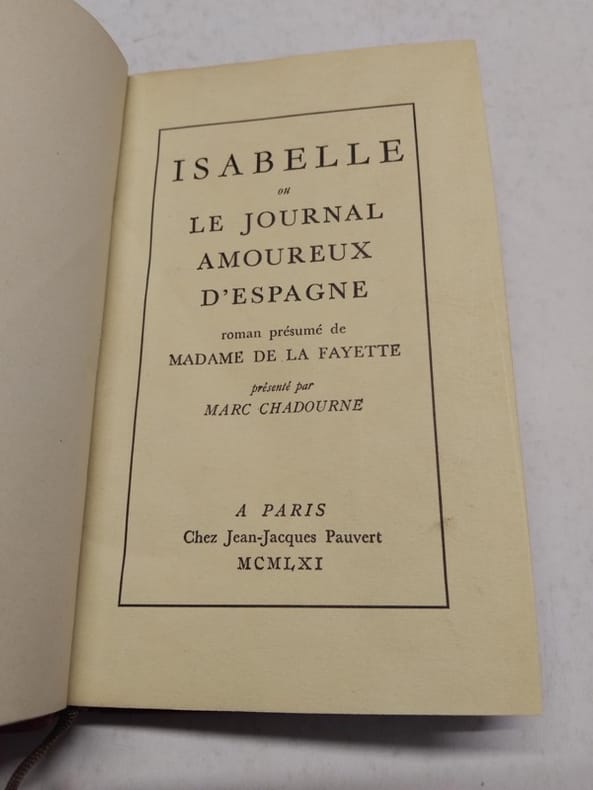 ISABELLE
ou
LE JOURNAL
AMOUREUX
D'ESPAGNE
roman présumé de
MADAME DE LA FAYETTE
présenté par
MARC CHADOURNE
A PARIS
Chez Jean-Jacques Pauvert
MCMLXI